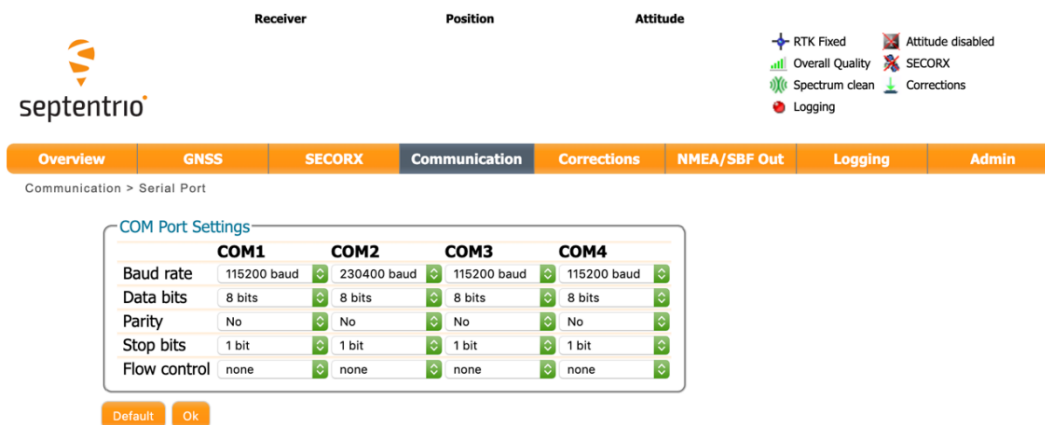 Receiver Position Attitude
RTK Fixed Attitude disabled
Overall Quality SECORX
Spectrum clean Corrections
Logging
septentrio
Overview GNSS SECORX Communication Corrections NMEA/SBF Out Logging Admin
Communication > Serial Port
COM Port Settings
COM1 COM2 COM3 COM4
Baud rate 115200 baud 230400 baud 115200 baud 115200 baud
Data bits 8 bits 8 bits 8 bits 8 bits
Parity No No No No
Stop bits 1 bit 1 bit 1 bit 1 bit
Flow control none none none none
Default Ok